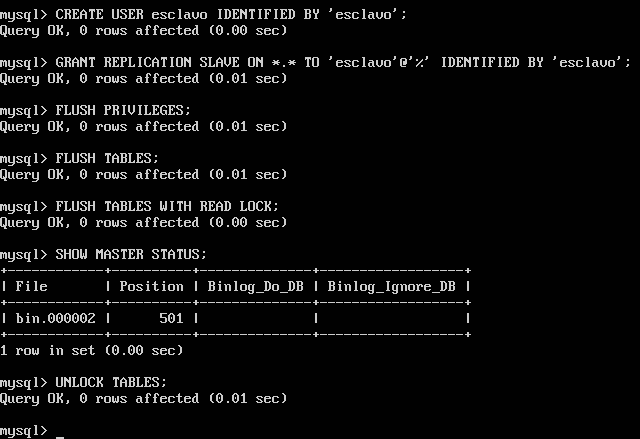 mysql> CREATE USER esclavo IDENTIFIED BY 'esclavo';
Query OK, 0 rows affected (0.00 sec)
mysql> GRANT REPLICATION SLAVE ON *.* TO 'esclavo'@'%' IDENTIFIED BY 'esclavo';
Query OK, 0 rows affected (0.01 sec)
mysql> FLUSH PRIVILEGES;
Query OK, 0 rows affected (0.01 sec)
mysql> FLUSH TABLES;
Query OK, 0 rows affected (0.01 sec)
mysql> FLUSH TABLES WITH READ LOCK;
Query OK, 0 rows affected (0.00 sec)
mysql> SHOW MASTER STATUS;
+------------+----------+--------------+------------------+
| File       | Position | Binlog_Do_DB | Binlog_Ignore_DB |
+------------+----------+--------------+------------------+
| bin.000002 |      501 |              |                  |
+------------+----------+--------------+------------------+
1 row in set (0.00 sec)
mysql> UNLOCK TABLES;
Query OK, 0 rows affected (0.01 sec)
mysql> _